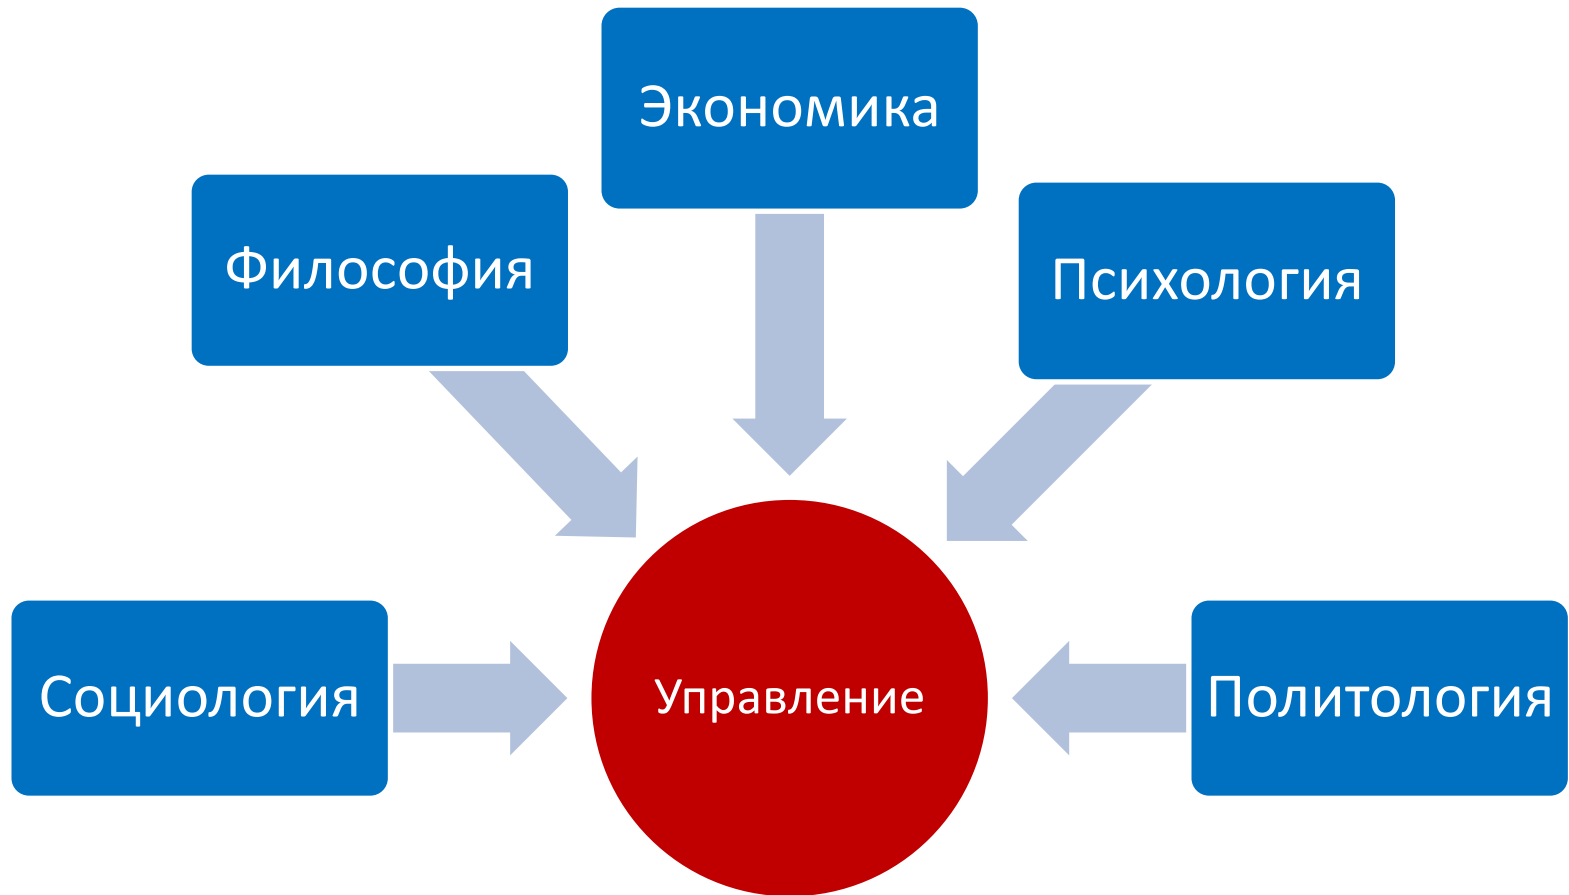 Экономика
Философия
Психология
Социология
Управление
Политология